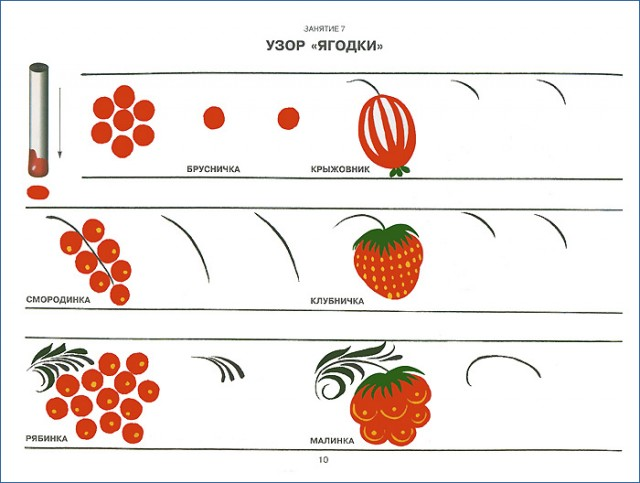 ЗАНЯТИЕ 7
УЗОР «ЯГОДКИ»
БРУСНИЧКА
КРЫЖОВНИК
СМОРОДИНКА
КЛУБНИЧКА
РЯБИНКА
МАЛИНКА
10